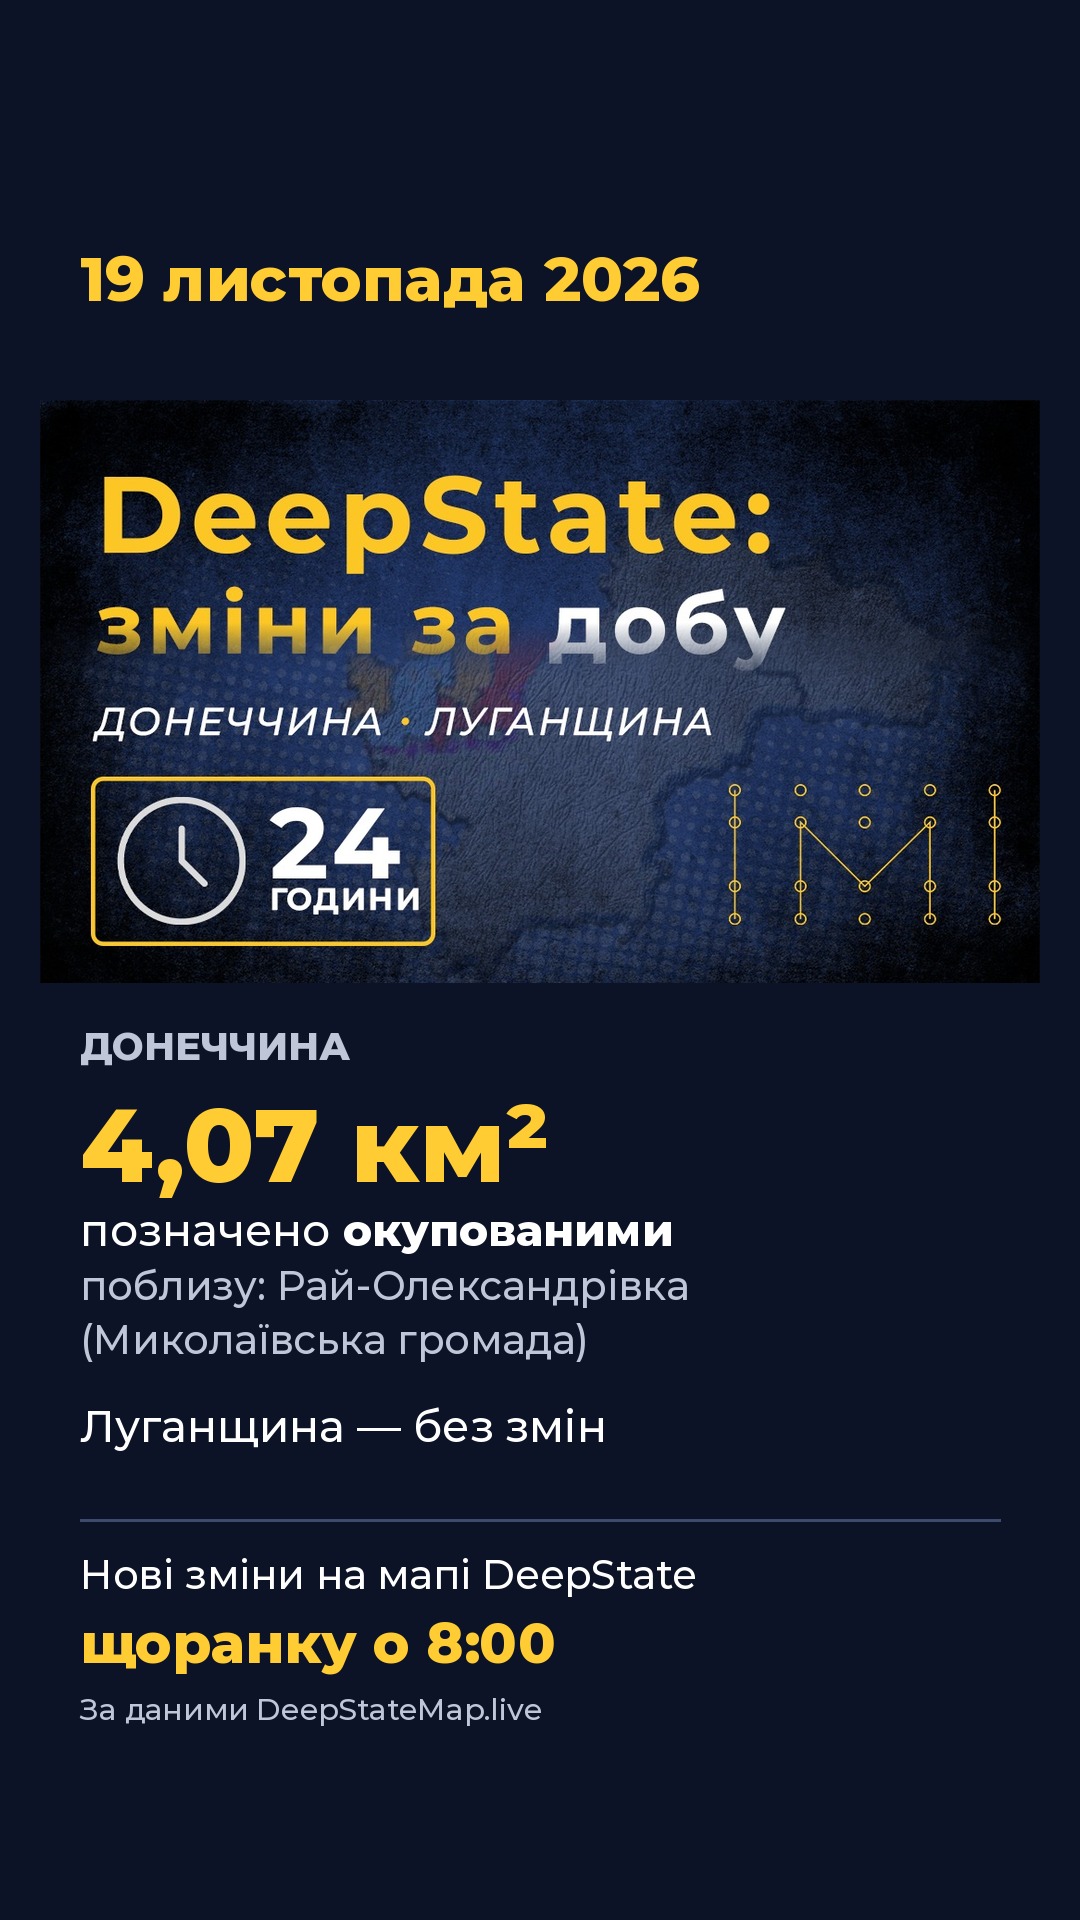 19 листопада 2026
DeepState:
зміни за добу
ДОНЕЧЧИНА • ЛУГАНЩИНА
24
години
ІМІ
ДОНЕЧЧИНА
4,07 км²
позначено окупованими
поблизу: Рай-Олександрівка
(Миколаївська громада)
Луганщина — без змін
Нові зміни на мапі DeepState
щоранку о 8:00
За даними DeepStateMap.live